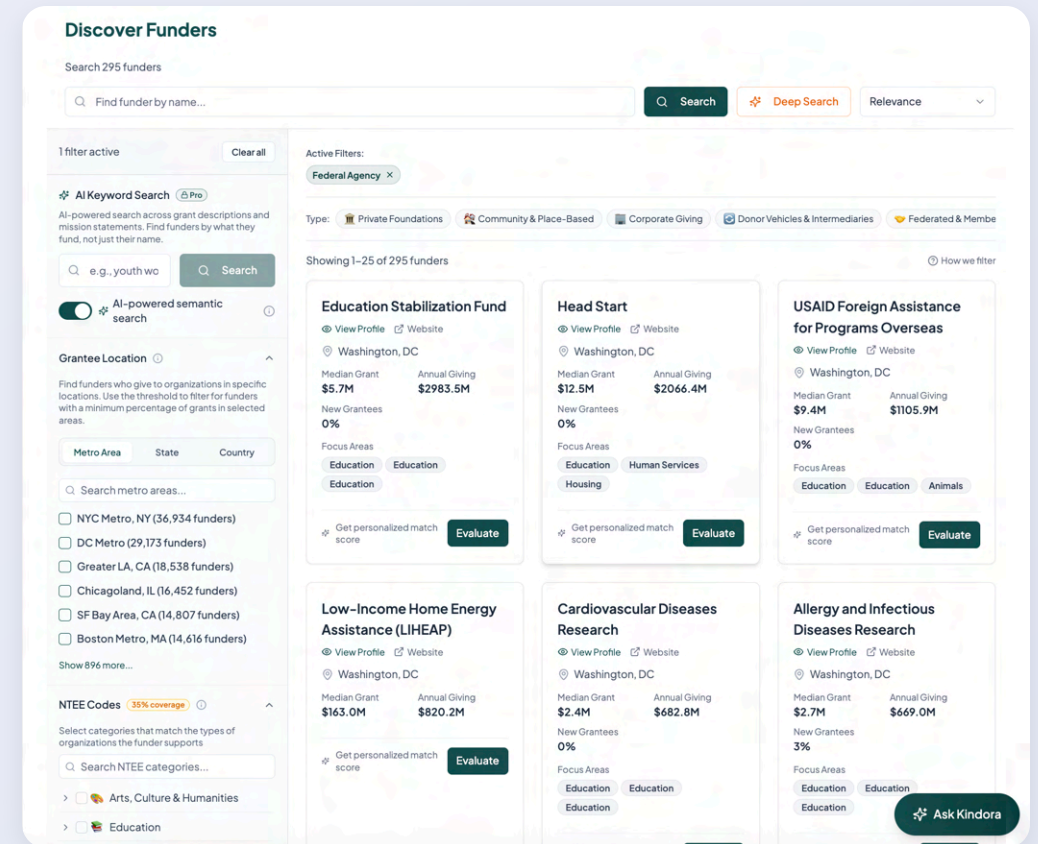 Discover Funders
Search 295 funders
Find funder by name...
Search
Deep Search
Relevance
1 filter active
Clear all
AI Keyword Search
Pro
AI-powered search across grant descriptions and
mission statements. Find funders by what they
fund, not just their name.
e.g., youth wo
Search
AI-powered semantic
search
Grantee Location
Find funders who give to organizations in specific
locations. Use the threshold to filter for funders
with a minimum percentage of grants in selected
areas.
Metro Area
State
Country
Search metro areas...
NYC Metro, NY (36,934 funders)
DC Metro (29,173 funders)
Greater LA, CA (18,538 funders)
Chicagoland, IL (16,452 funders)
SF Bay Area, CA (14,807 funders)
Boston Metro, MA (14,616 funders)
Show 896 more...
NTEE Codes
35% coverage
Select categories that match the types of
organizations the funder supports
Search NTEE categories...
Arts, Culture & Humanities
Education
Active Filters:
Federal Agency ×
Type:
Private Foundations
Community & Place-Based
Corporate Giving
Donor Vehicles & Intermediaries
Federated & Membe
Showing 1–25 of 295 funders
How we filter
Education Stabilization Fund
View Profile Website
Washington, DC
Median Grant Annual Giving
$5.7M $2983.5M
New Grantees
0%
Focus Areas
Education Education
Education
Get personalized match
score
Evaluate
Head Start
View Profile Website
Washington, DC
Median Grant Annual Giving
$12.5M $2066.4M
New Grantees
0%
Focus Areas
Education Human Services
Housing
Get personalized match
score
Evaluate
USAID Foreign Assistance
for Programs Overseas
View Profile Website
Washington, DC
Median Grant Annual Giving
$9.4M $1105.9M
New Grantees
0%
Focus Areas
Education Education Animals
Get personalized match
score
Evaluate
Low-Income Home Energy
Assistance (LIHEAP)
View Profile Website
Washington, DC
Median Grant Annual Giving
$163.0M $820.2M
Get personalized match
score
Evaluate
Cardiovascular Diseases
Research
View Profile Website
Washington, DC
Median Grant Annual Giving
$2.4M $682.8M
New Grantees
0%
Focus Areas
Education Education
Education
Allergy and Infectious
Diseases Research
View Profile Website
Washington, DC
Median Grant Annual Giving
$2.7M $669.0M
New Grantees
3%
Focus Areas
Education Education
Education
Ask Kindora